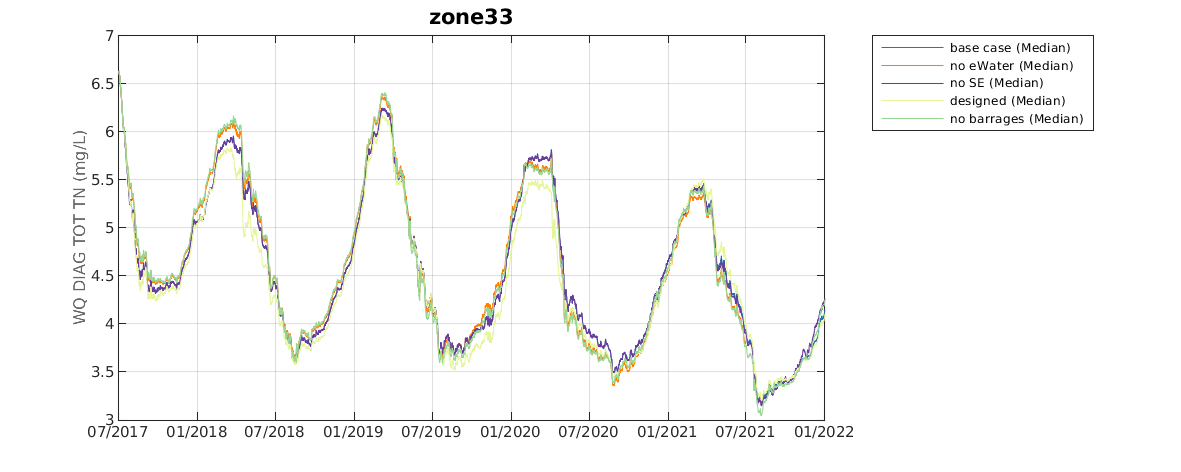 zone33
WQ DIAG TOT TN (mg/L)
7
6.5
6
5.5
5
4.5
4
3.5
3
07/2017 01/2018 07/2018 01/2019 07/2019 01/2020 07/2020 01/2021 07/2021 01/2022
base case (Median)
no eWater (Median)
no SE (Median)
designed (Median)
no barrages (Median)